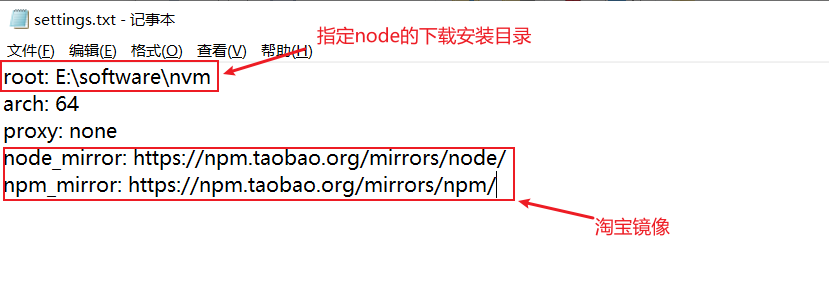 settings.txt - 记事本
文件(F) 编辑(E) 格式(O) 查看(V) 帮助(H)
指定node的下载安装目录
root: E:\software\nvm
arch: 64
proxy: none
node_mirror: https://npm.taobao.org/mirrors/node/
npm_mirror: https://npm.taobao.org/mirrors/npm/
淘宝镜像